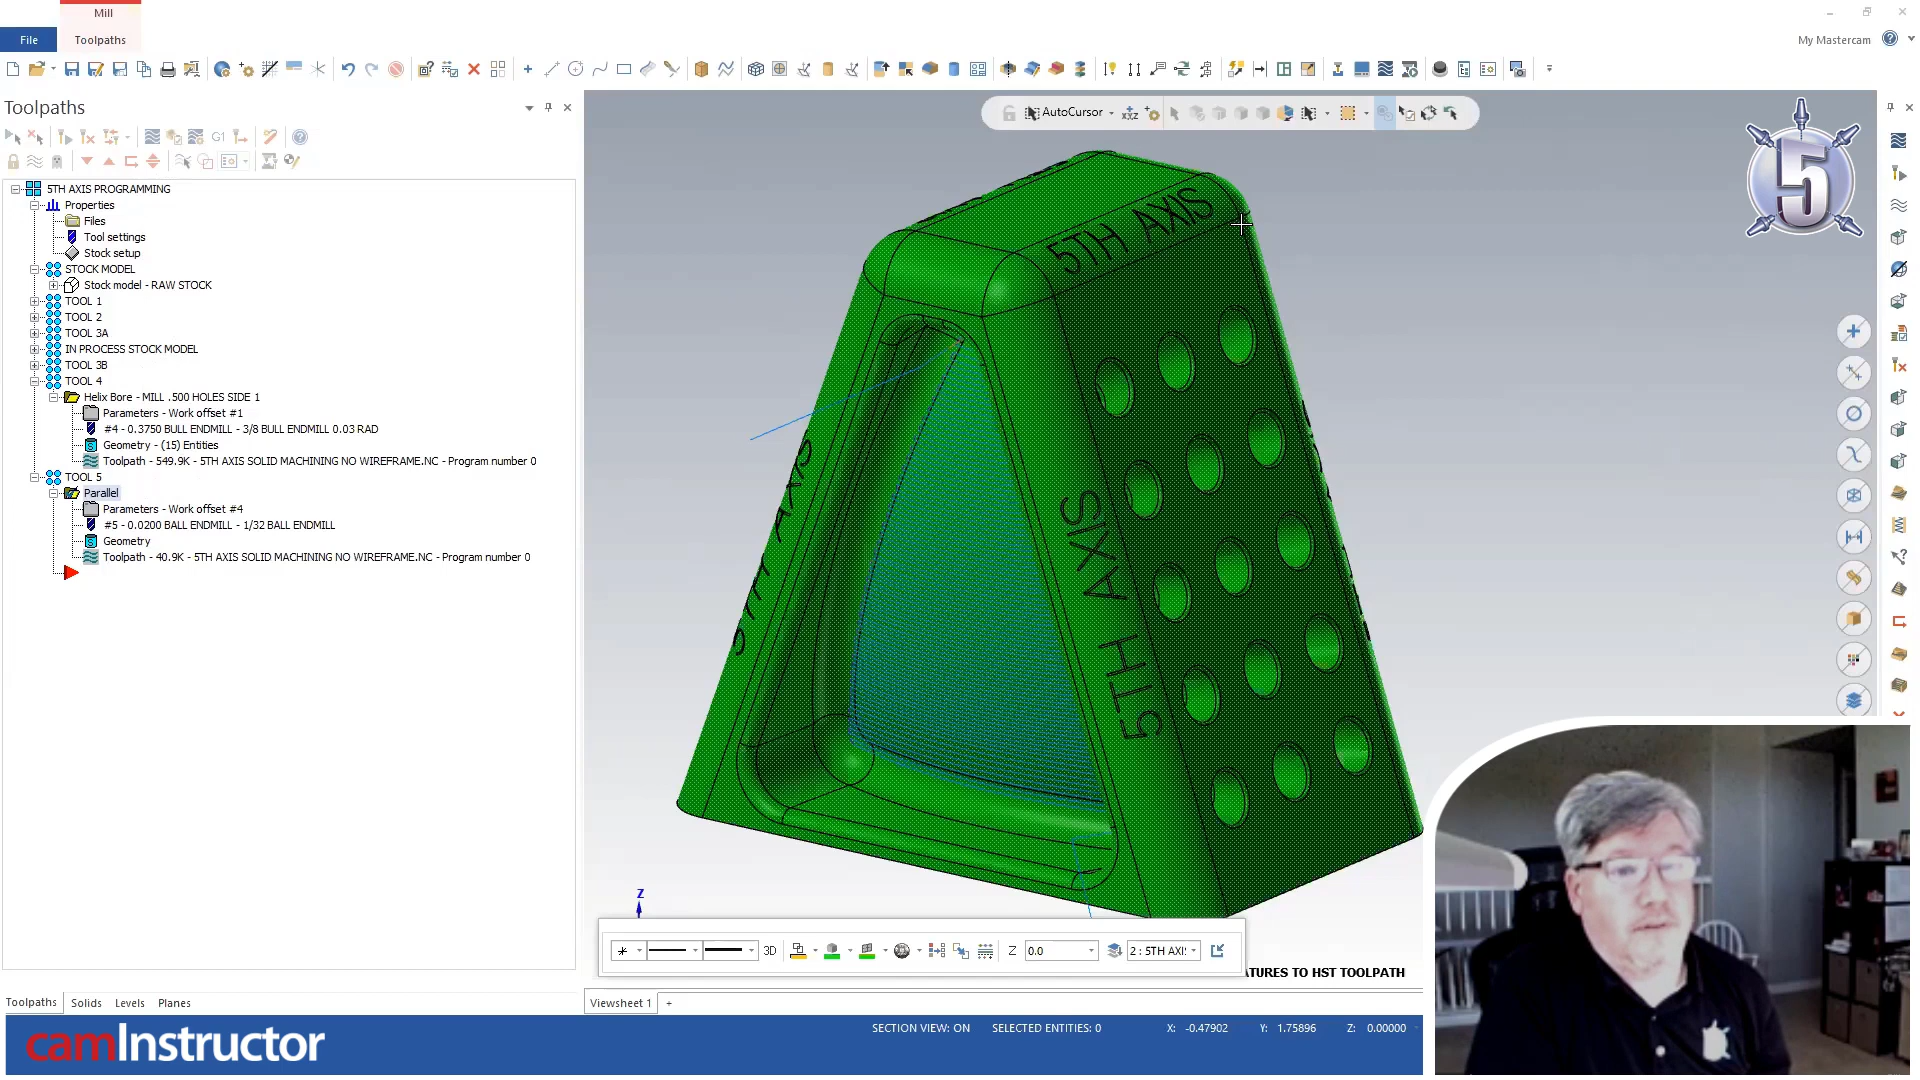 Mill
File
Toolpaths
My Mastercam
Toolpaths
AutoCursor
G1
5TH AXIS PROGRAMMING
Properties
Files
Tool settings
Stock setup
STOCK MODEL
Stock model - RAW STOCK
TOOL 1
TOOL 2
TOOL 3A
IN PROCESS STOCK MODEL
TOOL 3B
TOOL 4
Helix Bore - MILL .500 HOLES SIDE 1
Parameters - Work offset #1
#4 - 0.3750 BULL ENDMILL - 3/8 BULL ENDMILL 0.03 RAD
Geometry - (15) Entities
Toolpath - 549.9K - 5TH AXIS SOLID MACHINING NO WIREFRAME.NC - Program number 0
TOOL 5
Parallel
Parameters - Work offset #4
#5 - 0.0200 BALL ENDMILL - 1/32 BALL ENDMILL
Geometry
Toolpath - 40.9K - 5TH AXIS SOLID MACHINING NO WIREFRAME.NC - Program number 0
5
5TH AXIS
5TH AXIS
5TH AXIS
Z
3D
Z
0.0
2 : 5TH AXI
ATURES TO HST TOOLPATH
Toolpaths
Solids
Levels
Planes
Viewsheet 1
+
SECTION VIEW: ON
SELECTED ENTITIES: 0
X: -0.47902
Y: 1.75896
Z: 0.00000
camInstructor